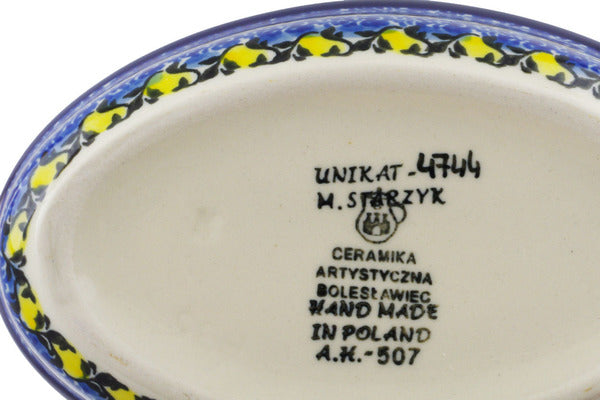 UNIKAT-4744
M. STARZYK
CERAMIKA
ARTYSTYCZNA
BOLESŁAWIEC
HAND MADE
IN POLAND
A.H.-507